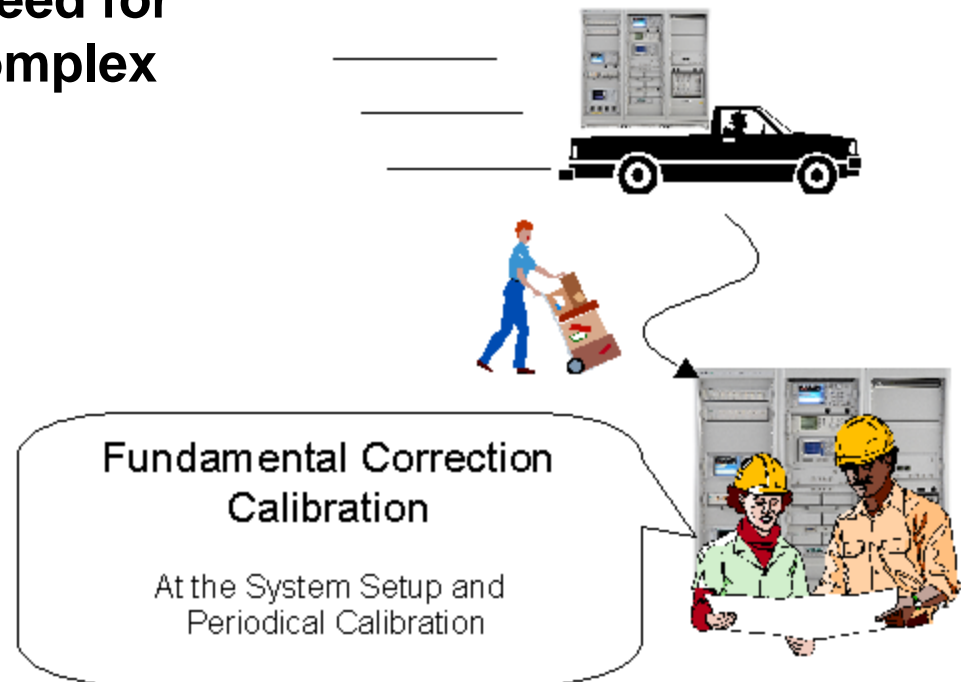 eed for
omplex
Fundamental Correction
Calibration
At the System Setup and
Periodical Calibration